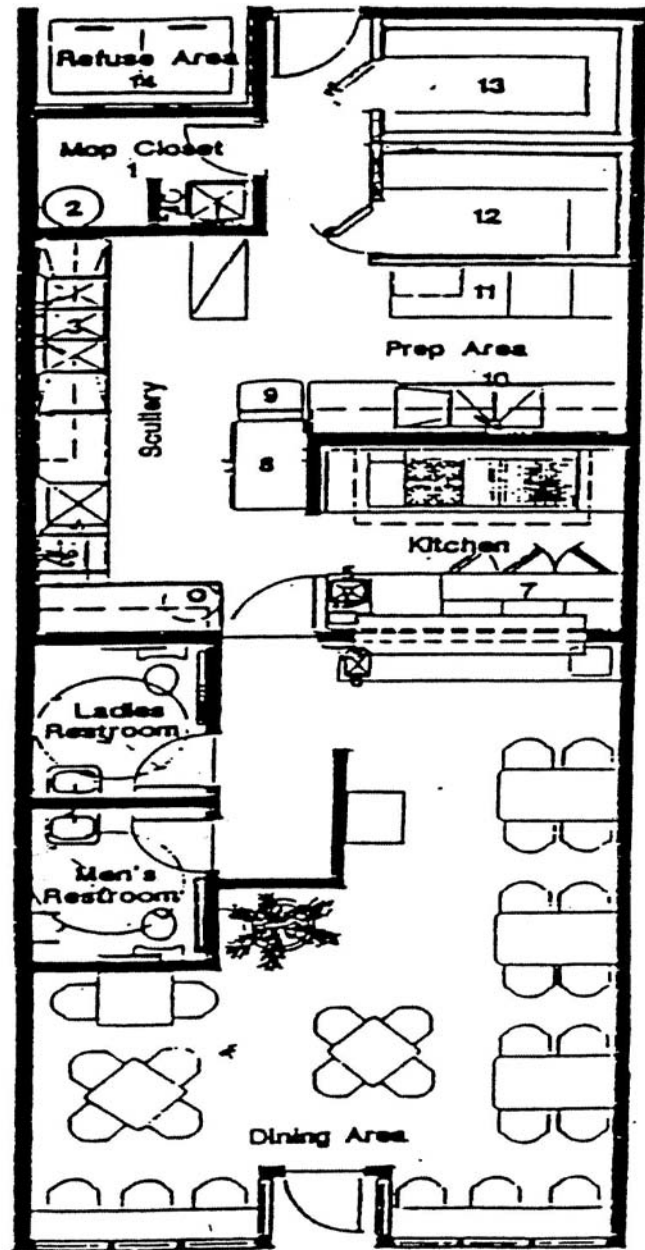 Refuse Area
14
13
Mop Closet
1
2
12
11
3
Prep Area
10
Scullery
9
8
Kitchen
7
Ladies
Restroom
Men's
Restroom
Dining Area